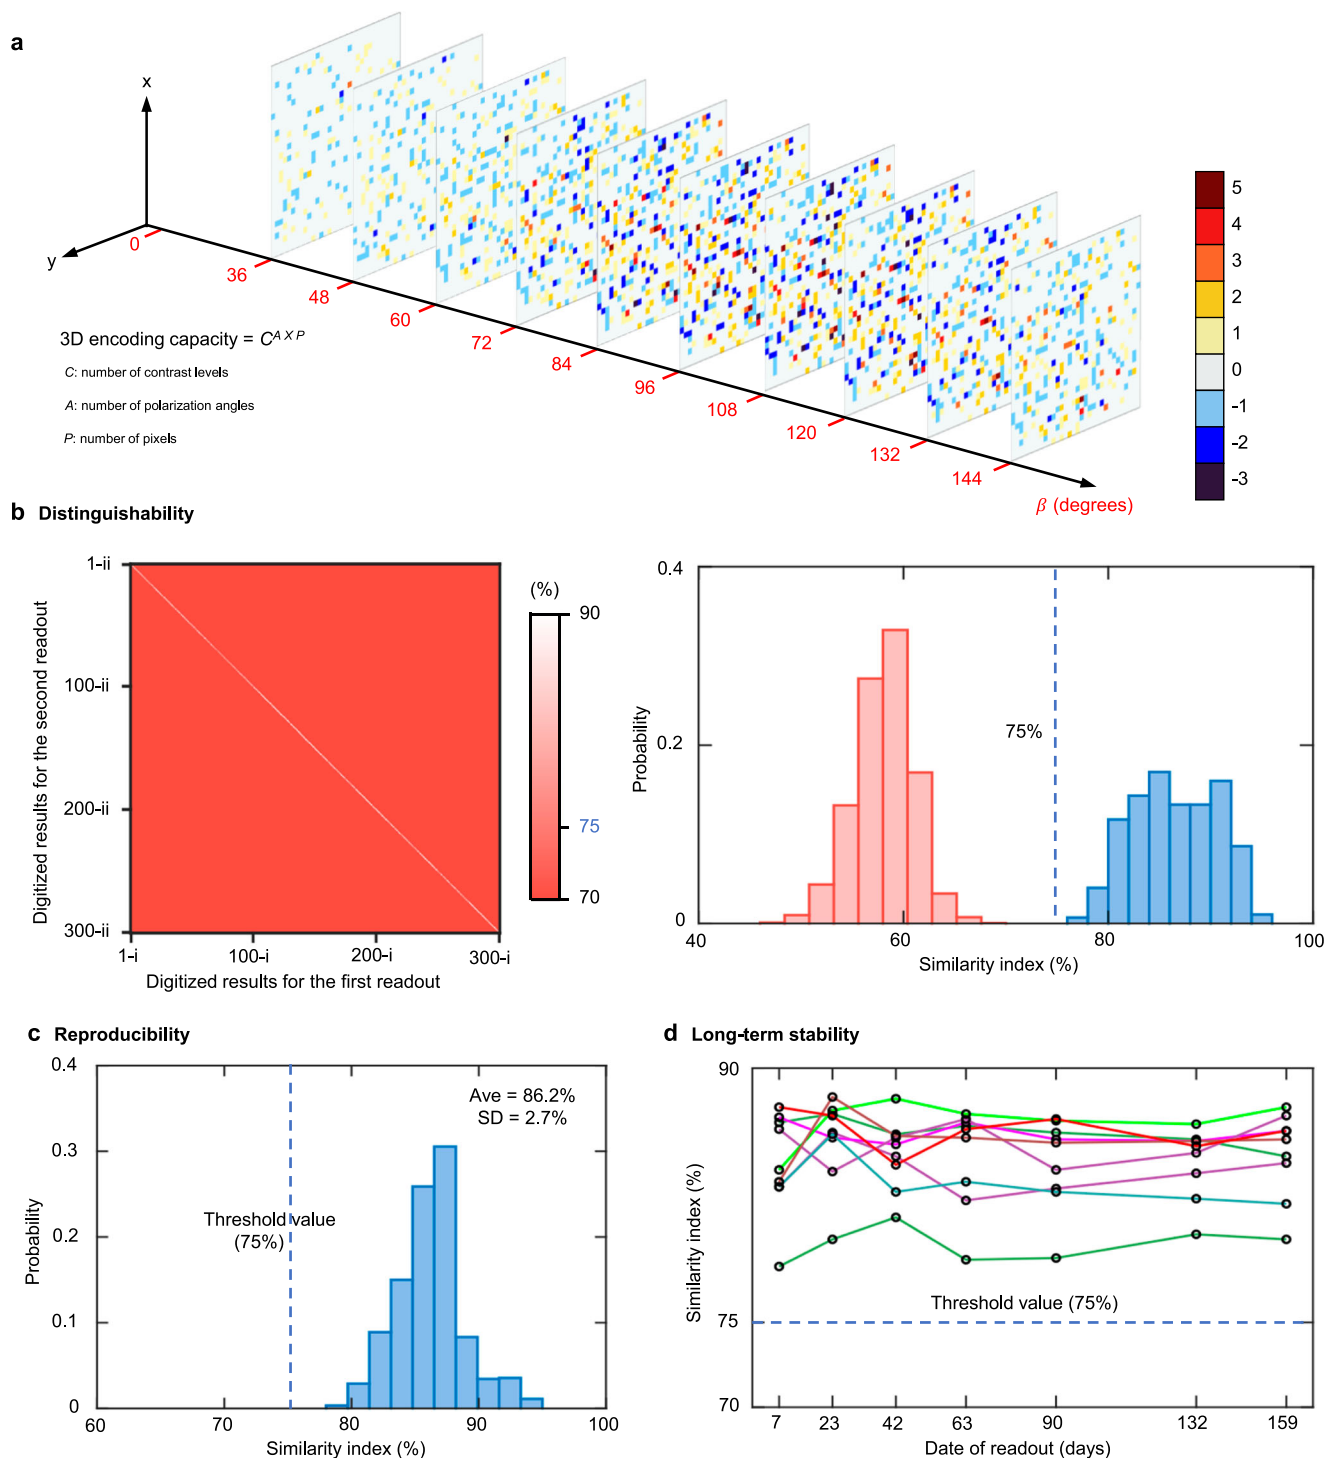 a
x
y
0
36
48
60
72
84
96
108
120
132
144
β (degrees)
3D encoding capacity = C^{A X P}
C: number of contrast levels
A: number of polarization angles
P: number of pixels
5
4
3
2
1
0
-1
-2
-3
b Distinguishability
Digitized results for the second readout
1-ii
100-ii
200-ii
300-ii
1-i
100-i
200-i
300-i
Digitized results for the first readout
(%)
90
75
70
Probability
0.4
0.2
0
75%
40
60
80
100
Similarity index (%)
c Reproducibility
Probability
0.4
0.3
0.2
0.1
0
Ave = 86.2%
SD = 2.7%
Threshold value
(75%)
60
70
80
90
100
Similarity index (%)
d Long-term stability
Similarity index (%)
90
75
70
Threshold value (75%)
7
23
42
63
90
132
159
Date of readout (days)